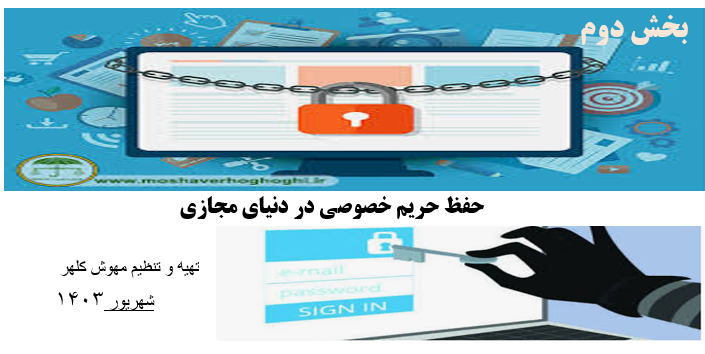 بخش دوم
www.moshaverhoghoghi.ir
حفظ حریم خصوصی در دنیای مجازی
تهیه و تنظیم مهوش کلهر
شهریور ۱۴۰۳
e-mail
password
SIGN IN